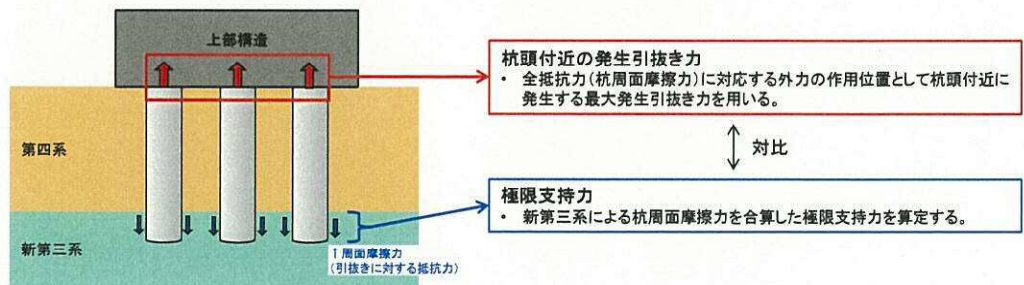 上部構造
第四系
新第三系
↑周面摩擦力
(引抜きに対する抵抗力)
杭頭付近の発生引抜き力
・ 全抵抗力(杭周面摩擦力)に対応する外力の作用位置として杭頭付近に
発生する最大発生引抜き力を用いる。
対比
極限支持力
・ 新第三系による杭周面摩擦力を合算した極限支持力を算定する。